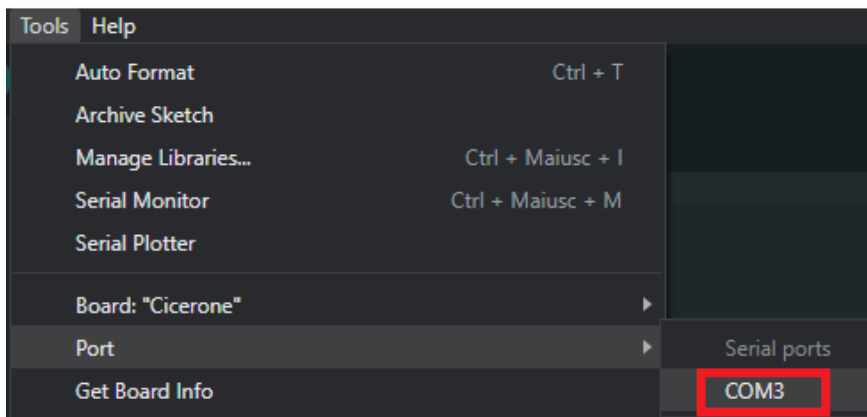 Tools Help
Auto Format Ctrl + T
Archive Sketch
Manage Libraries... Ctrl + Maiusc + I
Serial Monitor Ctrl + Maiusc + M
Serial Plotter
Board: "Cicerone"
Port Serial ports
Get Board Info COM3